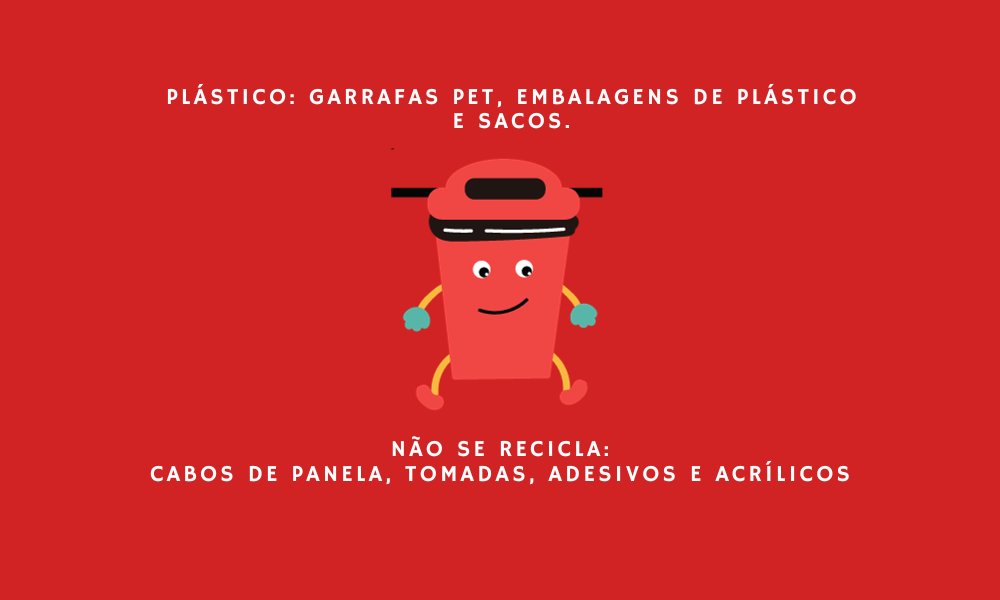 PLÁSTICO: GARRAFAS PET, EMBALAGENS DE PLÁSTICO
E SACOS.
NÃO SE RECICLA:
CABOS DE PANELA, TOMADAS, ADESIVOS E ACRÍLICOS